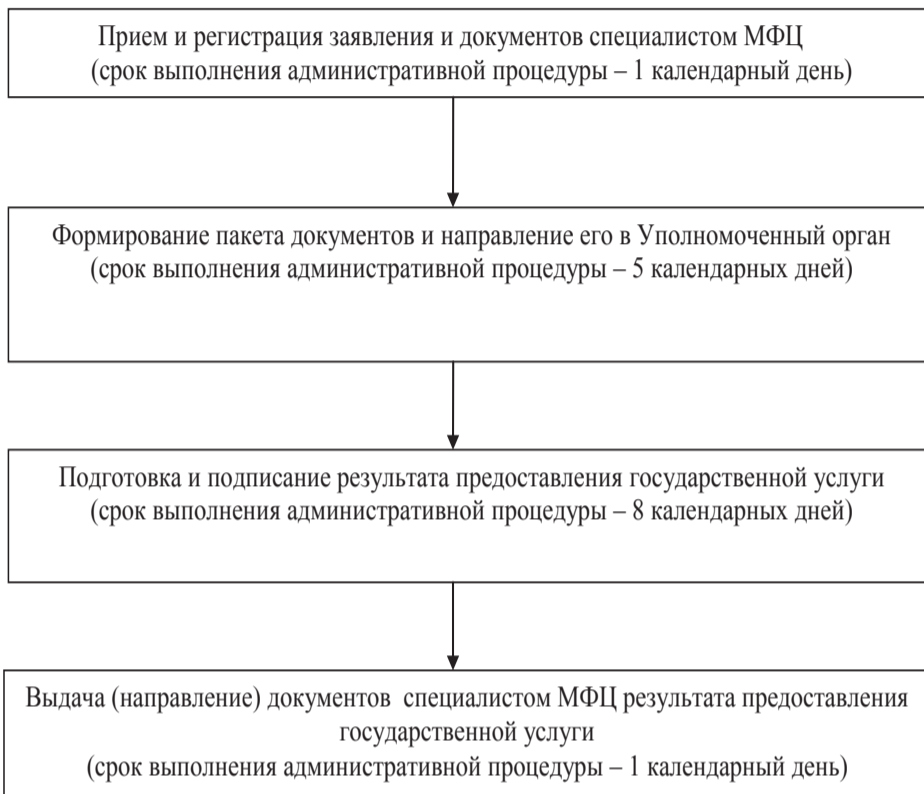 Прием и регистрация заявления и документов специалистом МФЦ
(срок выполнения административной процедуры – 1 календарный день)
Формирование пакета документов и направление его в Уполномоченный орган
(срок выполнения административной процедуры – 5 календарных дней)
Подготовка и подписание результата предоставления государственной услуги
(срок выполнения административной процедуры – 8 календарных дней)
Выдача (направление) документов специалистом МФЦ результата предоставления
государственной услуги
(срок выполнения административной процедуры – 1 календарный день)